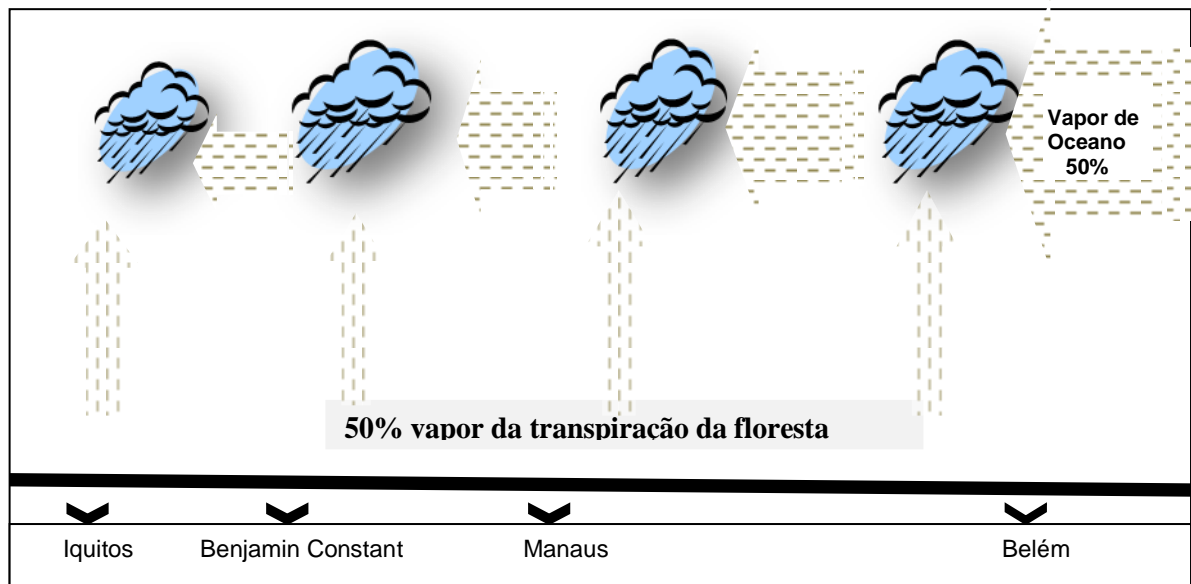 Vapor de
Oceano
50%
50% vapor da transpiração da floresta
Iquitos
Benjamin Constant
Manaus
Belém